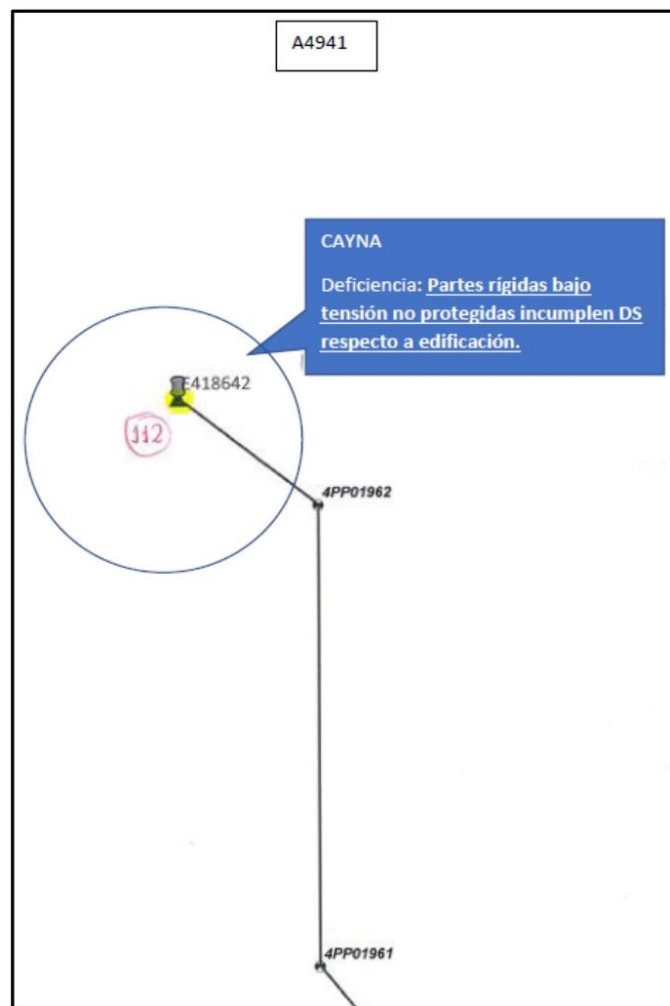 A4941
CAYNA
Deficiencia: Partes rígidas bajo
tensión no protegidas incumplen DS
respecto a edificación.
E418642
112
4PP01962
4PP01961